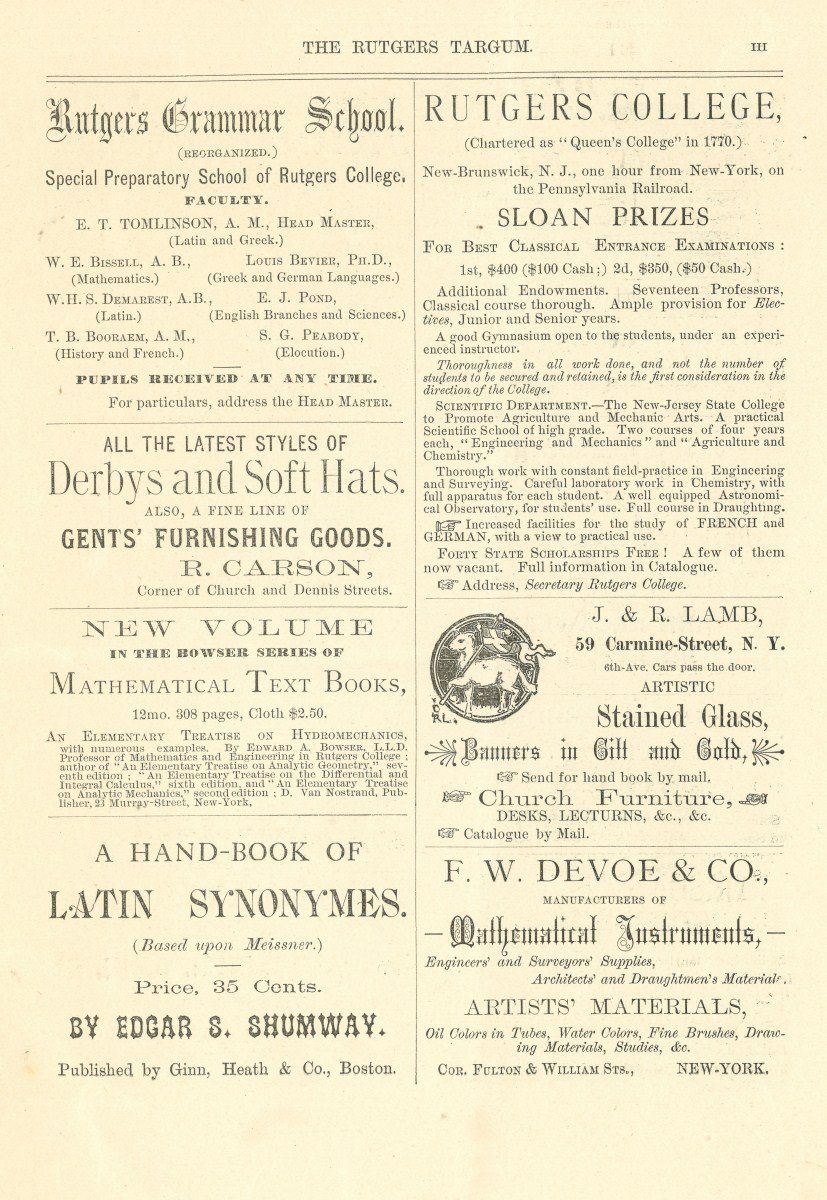 THE RUTGERS TARGUM.
III
Rutgers Grammar School.
(REORGANIZED.)
Special Preparatory School of Rutgers College.
FACULTY.
E. T. TOMLINSON, A. M., HEAD MASTER,
(Latin and Greek.)
W. E. BISSELL, A. B., LOUIS BEVIER, PH.D.,
(Mathematics.) (Greek and German Languages.)
W.H. S. DEMAREST, A.B., E. J. POND,
(Latin.) (English Branches and Sciences.)
T. B. BOORAEM, A. M., S. G. PEABODY,
(History and French.) (Elocution.)
PUPILS RECEIVED AT ANY TIME.
For particulars, address the HEAD MASTER.
ALL THE LATEST STYLES OF
Derbys and Soft Hats.
ALSO, A FINE LINE OF
GENTS' FURNISHING GOODS.
R. CARSON,
Corner of Church and Dennis Streets.
NEW VOLUME
IN THE BOWSER SERIES OF
MATHEMATICAL TEXT BOOKS,
12mo. 308 pages, Cloth $2.50.
AN ELEMENTARY TREATISE ON HYDROMECHANICS,
with numerous examples. By EDWARD A. BOWSER, L.L.D.
Professor of Mathematics and Engineering in Rutgers College ;
author of "An Elementary Treatise on Analytic Geometry," sev-
enth edition ; "An Elementary Treatise on the Differential and
Integral Calculus," sixth edition, and "An Elementary Treatise
on Analytic Mechanics," second edition ; D. Van Nostrand, Pub-
lisher, 23 Murray-Street, New-York,
A HAND-BOOK OF
LATIN SYNONYMES.
(Based upon Meissner.)
Price, 35 Cents.
BY EDGAR S. SHUMWAY.
Published by Ginn, Heath & Co., Boston.
RUTGERS COLLEGE,
(Chartered as "Queen's College" in 1770.)
New-Brunswick, N. J., one hour from New-York, on
the Pennsylvania Railroad.
SLOAN PRIZES
FOR BEST CLASSICAL ENTRANCE EXAMINATIONS :
1st, $400 ($100 Cash;) 2d, $350, ($50 Cash.)
Additional Endowments. Seventeen Professors,
Classical course thorough. Ample provision for Elec-
tives, Junior and Senior years.
A good Gymnasium open to the students, under an experi-
enced instructor.
Thoroughness in all work done, and not the number of
students to be secured and retained, is the first consideration in the
direction of the College.
SCIENTIFIC DEPARTMENT.—The New-Jersey State College
to Promote Agriculture and Mechanic Arts. A practical
Scientific School of high grade. Two courses of four years
each, "Engineering and Mechanics" and "Agriculture and
Chemistry."
Thorough work with constant field-practice in Engineering
and Surveying. Careful laboratory work in Chemistry, with
full apparatus for each student. A well equipped Astronomi-
cal Observatory, for students' use. Full course in Draughting.
☞ Increased facilities for the study of FRENCH and
GERMAN, with a view to practical use.
FORTY STATE SCHOLARSHIPS FREE ! A few of them
now vacant. Full information in Catalogue.
☞ Address, Secretary Rutgers College.
J. & R. LAMB,
59 Carmine-Street, N. Y.
6th-Ave. Cars pass the door.
ARTISTIC
Stained Glass,
Banners in Gilt and Gold,
☞ Send for hand book by mail.
☞ Church Furniture, ☜
DESKS, LECTURNS, &c., &c.
☞ Catalogue by Mail.
F. W. DEVOE & CO.,
MANUFACTURERS OF
— Mathematical Instruments, —
Engineers' and Surveyors' Supplies,
Architects' and Draughtmen's Materials.
ARTISTS' MATERIALS,
Oil Colors in Tubes, Water Colors, Fine Brushes, Draw-
ing Materials, Studies, &c.
COR. FULTON & WILLIAM STS., NEW-YORK.